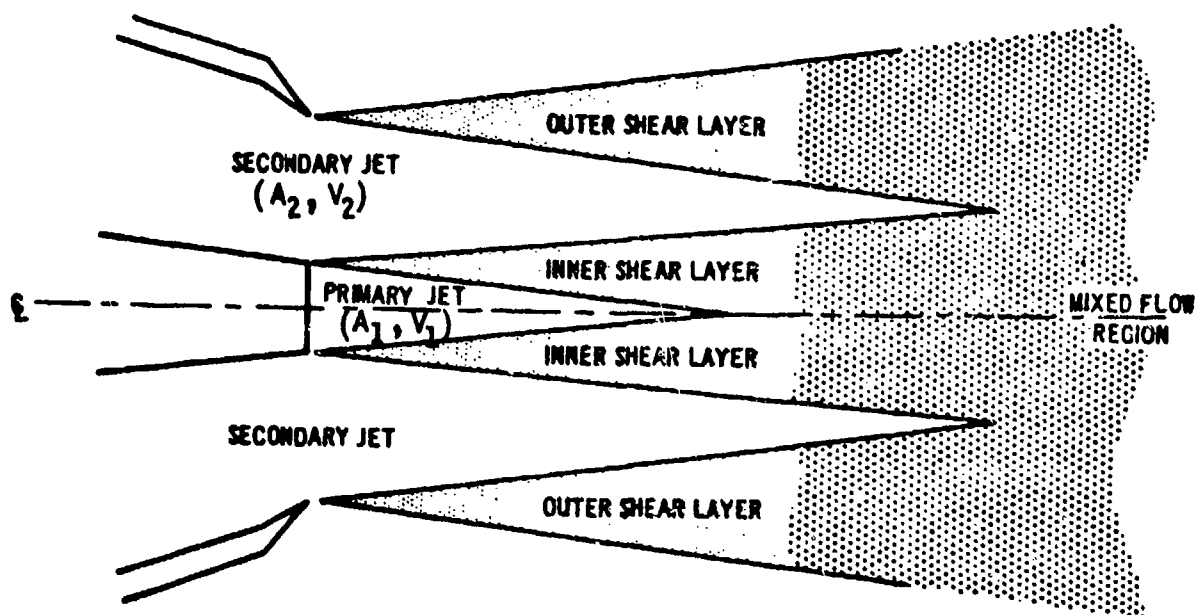 OUTER SHEAR LAYER
SECONDARY JET
(A₂, V₂)
INNER SHEAR LAYER
PRIMARY JET
(A₁, V₁)
℄
MIXED FLOW
REGION
INNER SHEAR LAYER
SECONDARY JET
OUTER SHEAR LAYER